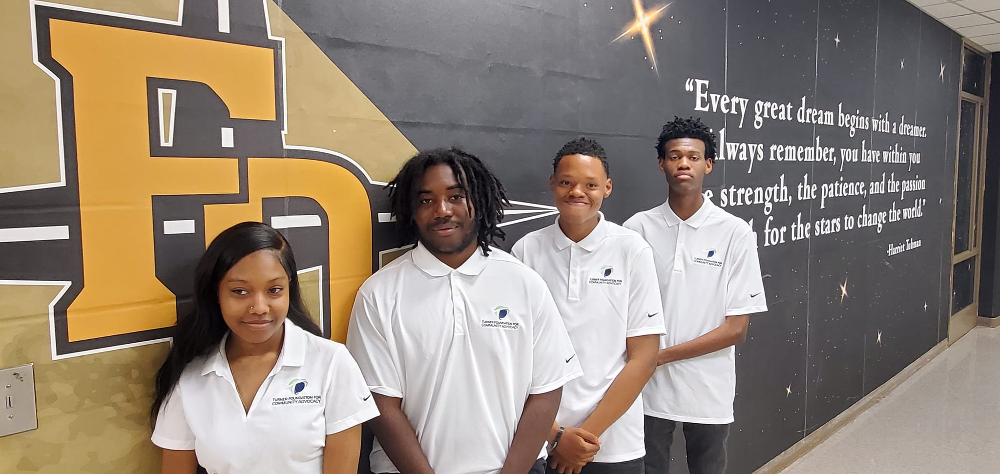 “Every great dream begins with a dreamer.
lways remember, you have within you
e strength, the patience, and the passion
h for the stars to change the world.”
-Harriet Tubman
TURNER FOUNDATION FOR
COMMUNITY ADVOCACY
TURNER FOUNDATION FOR
COMMUNITY ADVOCACY
TURNER FOUNDATION FOR
COMMUNITY ADVOCACY
TURNER FOUNDATION FOR
COMMUNITY ADVOCACY